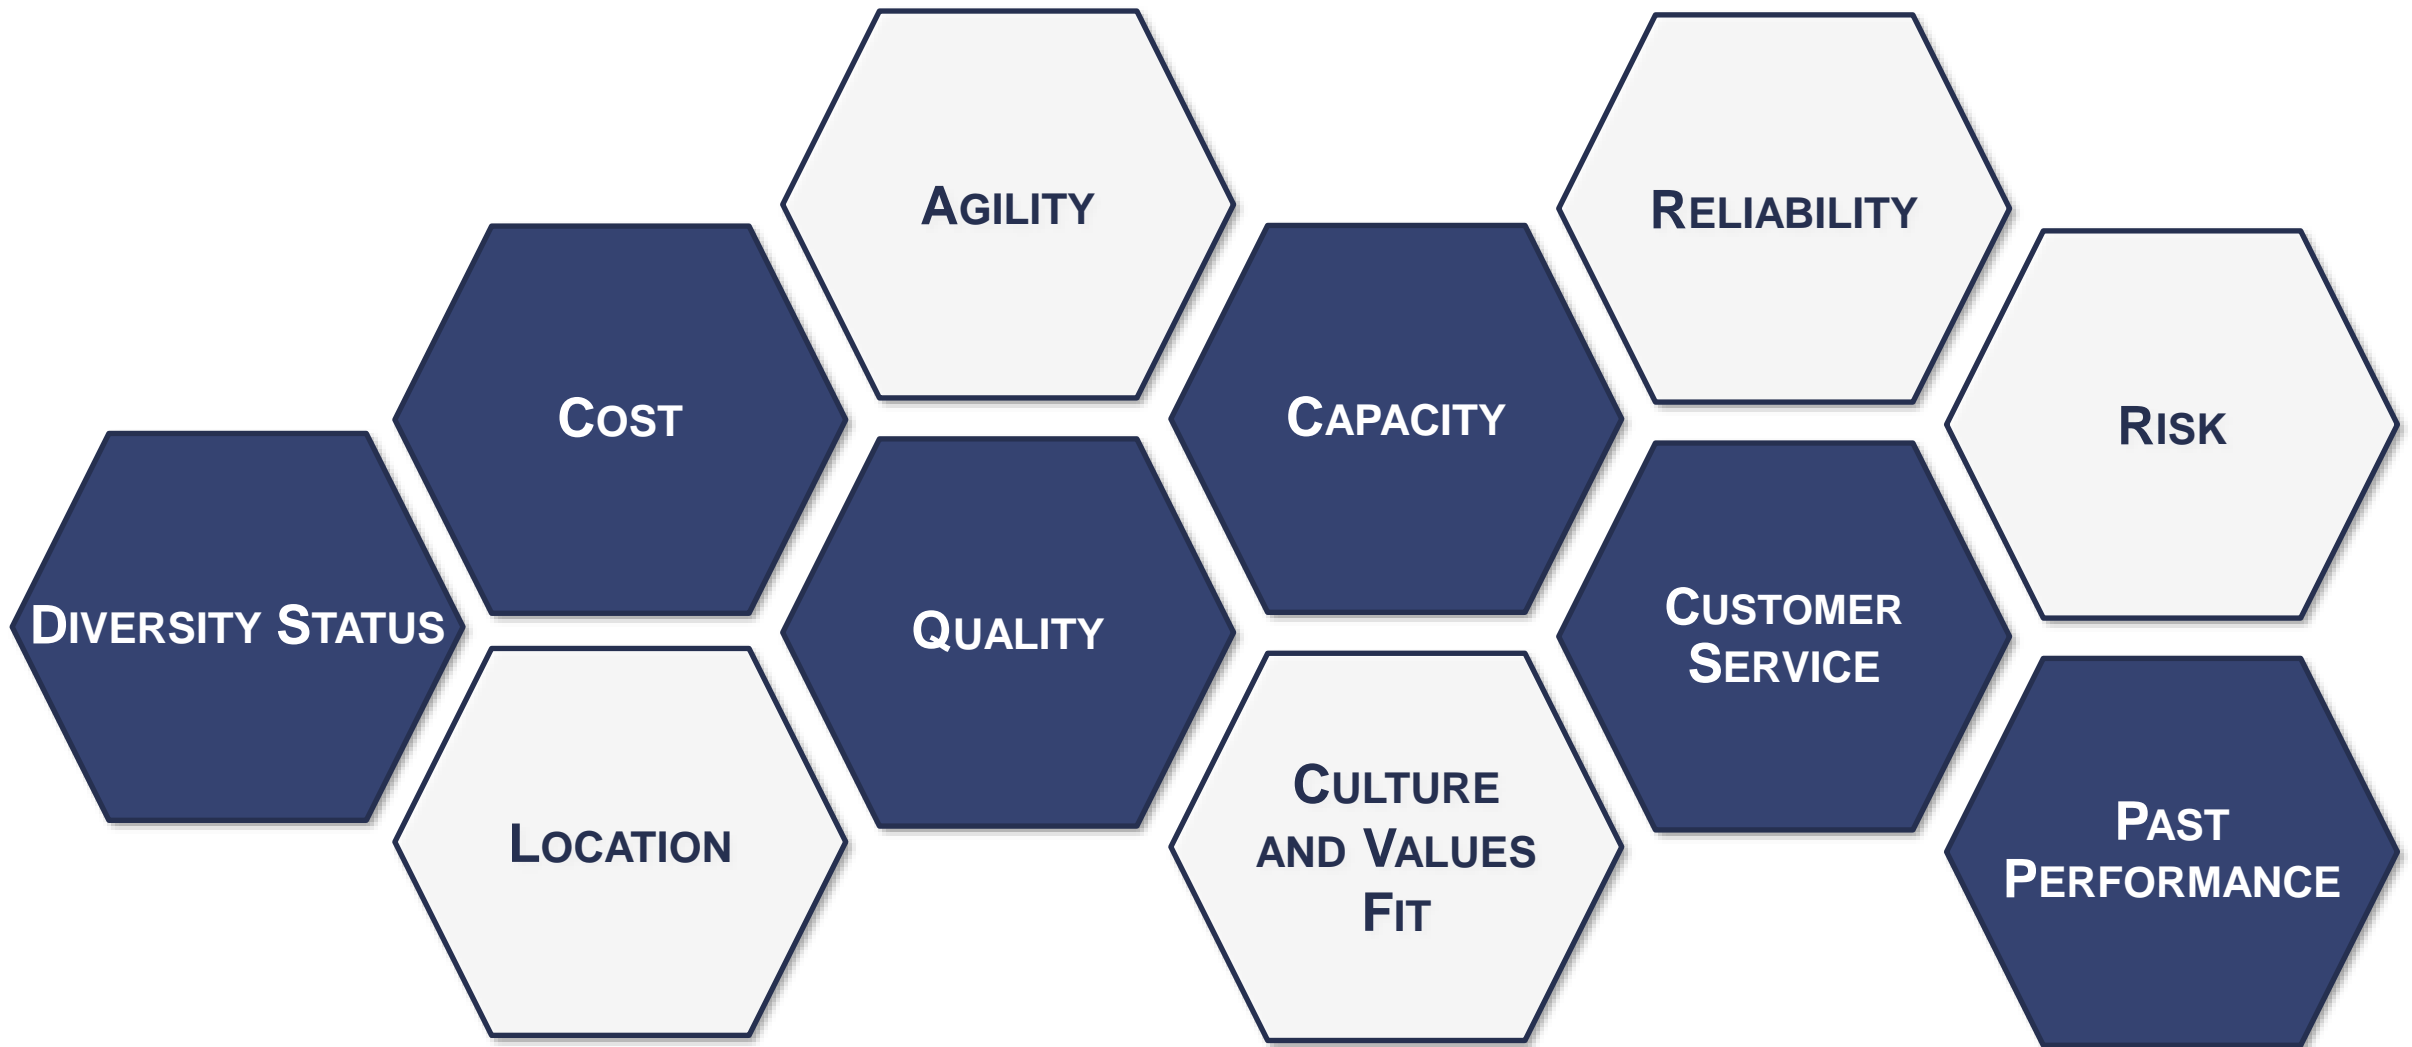 AGILITY
RELIABILITY
COST
CAPACITY
RISK
DIVERSITY STATUS
QUALITY
CUSTOMER
SERVICE
LOCATION
CULTURE
AND VALUES
FIT
PAST
PERFORMANCE